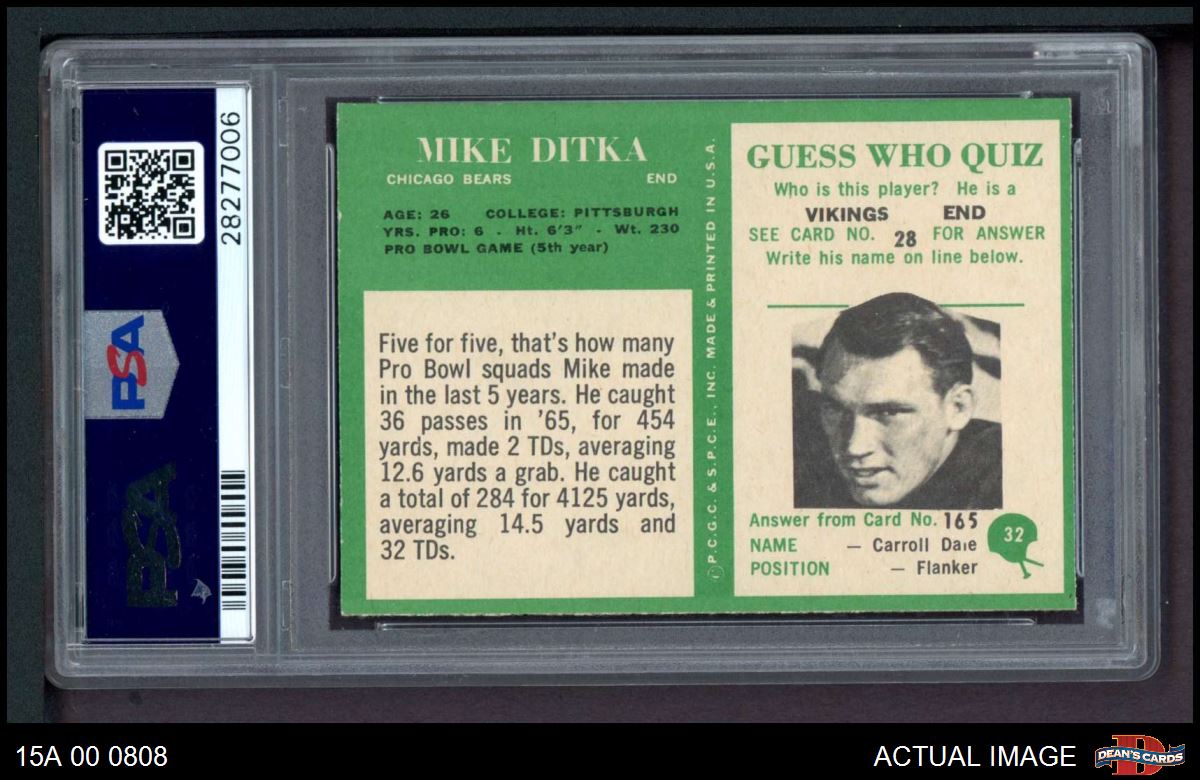 28277006
PSA
PSA
MIKE DITKA
CHICAGO BEARS END
AGE: 26 COLLEGE: PITTSBURGH
YRS. PRO: 6 - Ht. 6'3" - Wt. 230
PRO BOWL GAME (5th year)
Five for five, that's how many
Pro Bowl squads Mike made
in the last 5 years. He caught
36 passes in '65, for 454
yards, made 2 TDs, averaging
12.6 yards a grab. He caught
a total of 284 for 4125 yards,
averaging 14.5 yards and
32 TDs.
© P.C.G.C. & S.P.C.E., INC. MADE & PRINTED IN U.S.A.
GUESS WHO QUIZ
Who is this player? He is a
VIKINGS END
SEE CARD NO. 28 FOR ANSWER
Write his name on line below.
Answer from Card No. 165
NAME — Carroll Dale
POSITION — Flanker
32
15A 00 0808
ACTUAL IMAGE
D
DEAN'S CARDS